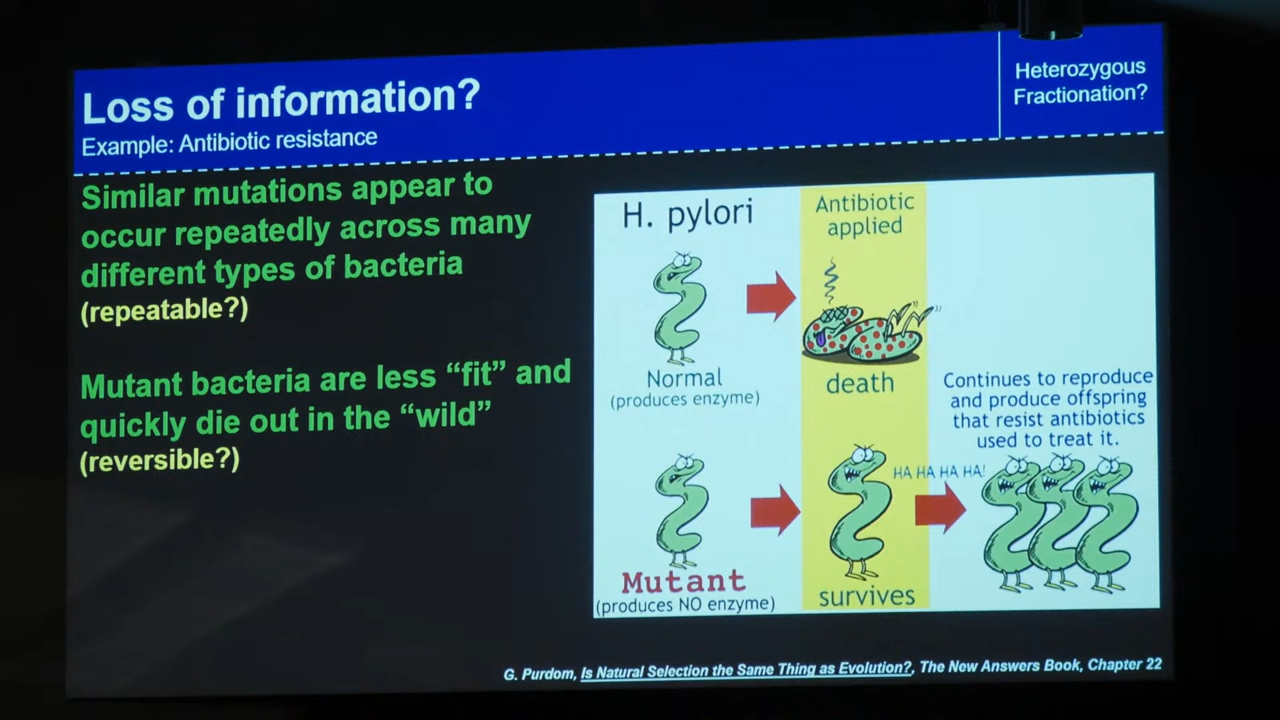 Loss of information?
Example: Antibiotic resistance
Heterozygous
Fractionation?
Similar mutations appear to
occur repeatedly across many
different types of bacteria
(repeatable?)
Mutant bacteria are less “fit” and
quickly die out in the “wild”
(reversible?)
H. pylori
Antibiotic
applied
Normal
(produces enzyme)
death
Continues to reproduce
and produce offspring
that resist antibiotics
used to treat it.
HA HA HA HA!
Mutant
(produces NO enzyme)
survives
G. Purdom, Is Natural Selection the Same Thing as Evolution?, The New Answers Book, Chapter 22